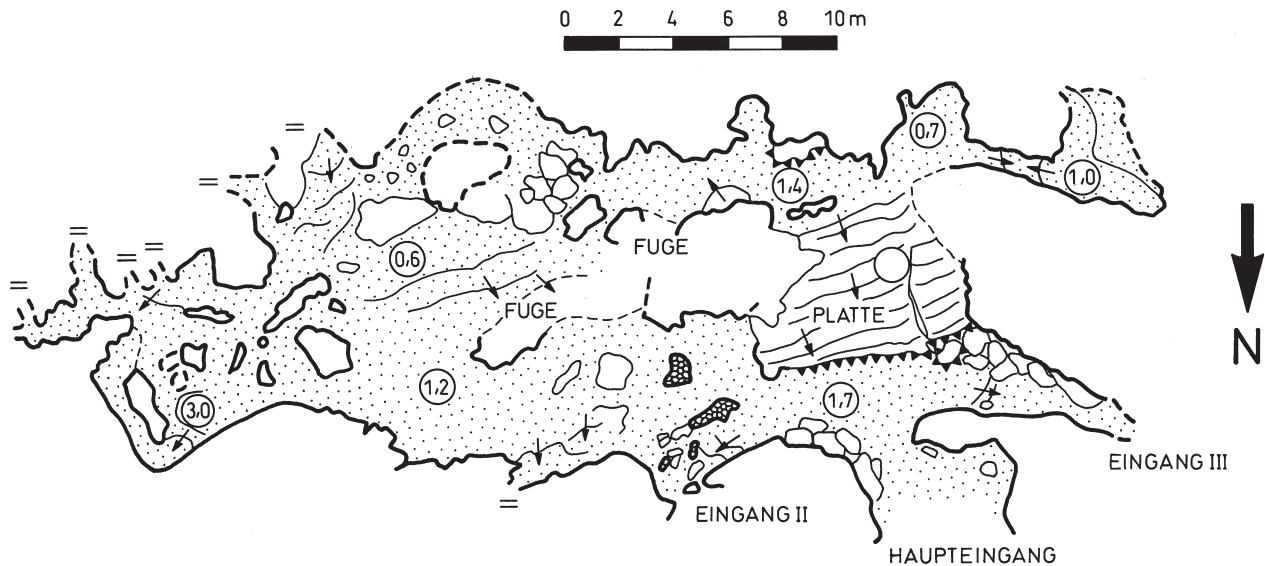 0 2 4 6 8 10 m
0,7
1,4
1,0
FUGE
0,6
FUGE
PLATTE
N
1,2
1,7
3,0
EINGANG III
EINGANG II
HAUPTEINGANG